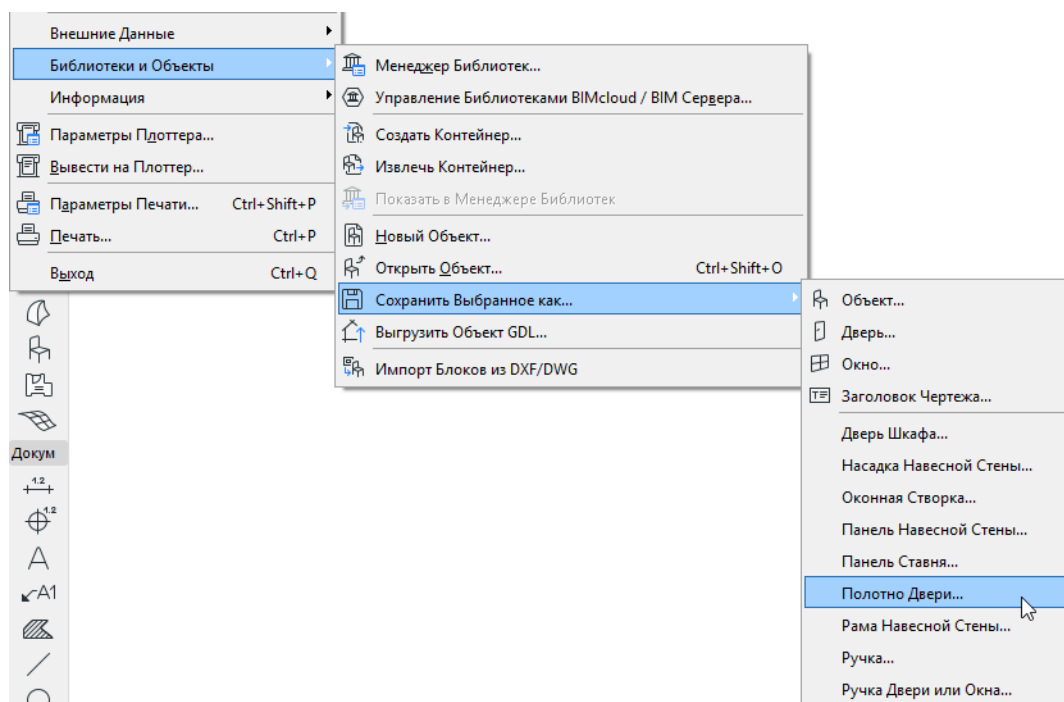 Внешние Данные
Библиотеки и Объекты
Информация
Параметры Плоттера...
Вывести на Плоттер...
Параметры Печати... Ctrl+Shift+P
Печать... Ctrl+P
Выход Ctrl+Q
Менеджер Библиотек...
Управление Библиотеками BIMcloud / BIM Сервера...
Создать Контейнер...
Извлечь Контейнер...
Показать в Менеджере Библиотек
Новый Объект...
Открыть Объект... Ctrl+Shift+O
Сохранить Выбранное как...
Выгрузить Объект GDL...
Импорт Блоков из DXF/DWG
Объект...
Дверь...
Окно...
Заголовок Чертежа...
Дверь Шкафа...
Насадка Навесной Стены...
Оконная Створка...
Панель Навесной Стены...
Панель Ставня...
Полотно Двери...
Рама Навесной Стены...
Ручка...
Ручка Двери или Окна...
Докум
1.2
1.2
A
A1